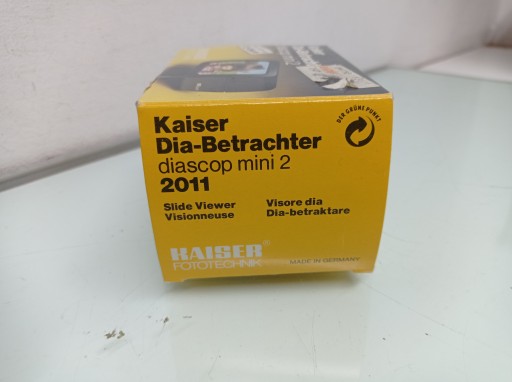 Kaiser
Dia-Betrachter
diascop mini 2
2011
Slide Viewer
Visionneuse
Visore dia
Dia-betraktare
DER GRÜNE PUNKT
KAISER®
FOTOTECHNIK
MADE IN GERMANY